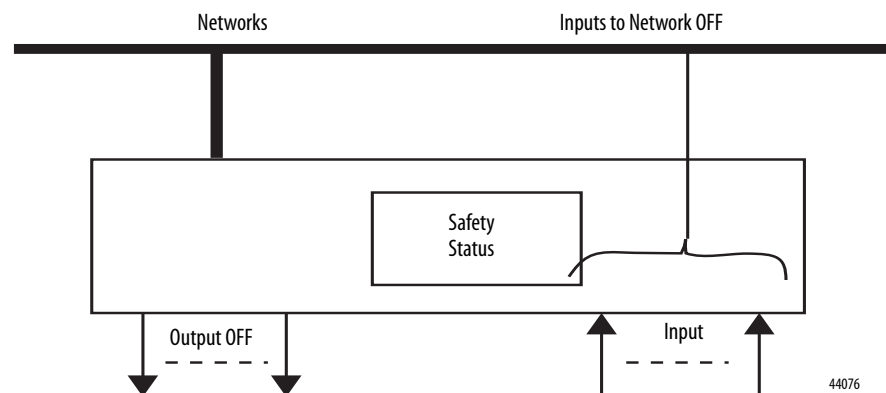 Networks
Inputs to Network OFF
Safety
Status
Output OFF
Input
44076